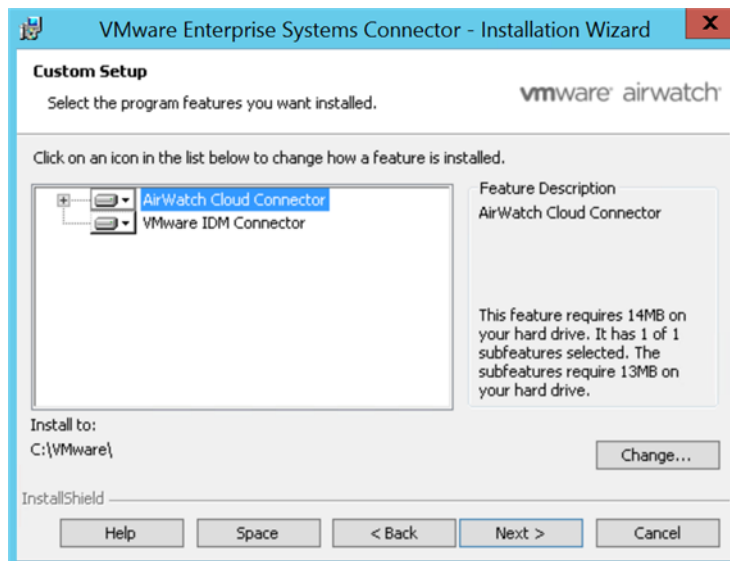 VMware Enterprise Systems Connector - Installation Wizard
X
Custom Setup
Select the program features you want installed.
vmware airwatch
Click on an icon in the list below to change how a feature is installed.
AirWatch Cloud Connector
VMware IDM Connector
Feature Description
AirWatch Cloud Connector
This feature requires 14MB on
your hard drive. It has 1 of 1
subfeatures selected. The
subfeatures require 13MB on
your hard drive.
Install to:
C:\VMware\
Change...
InstallShield
Help
Space
< Back
Next >
Cancel